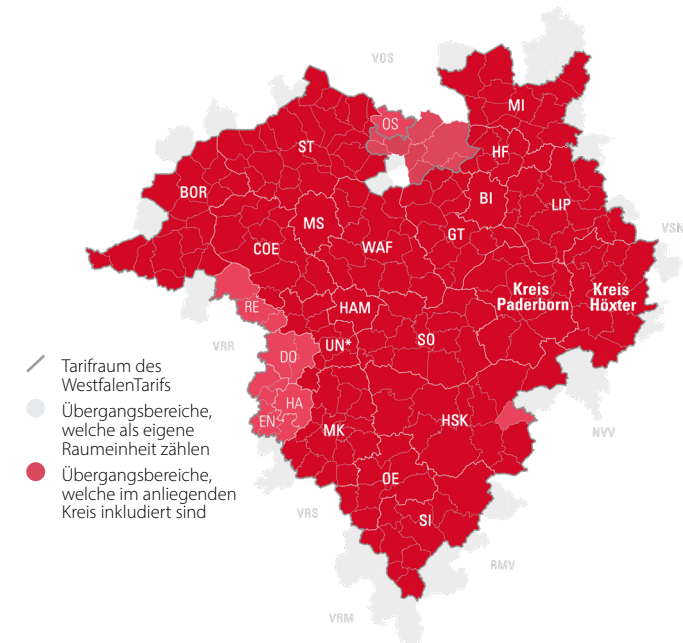 VOS
MI
OS
ST
HF
BOR
BI
LIP
MS
GT
VSN
COE
WAF
Kreis
Paderborn
Kreis
Höxter
RE
HAM
VRR
UN*
SO
DO
Tarifraum des
WestfalenTarifs
HA
Übergangsbereiche,
welche als eigene
Raumeinheit zählen
EN
MK
HSK
NVV
Übergangsbereiche,
welche im anliegenden
Kreis inkludiert sind
OE
VRS
SI
RMV
VRM